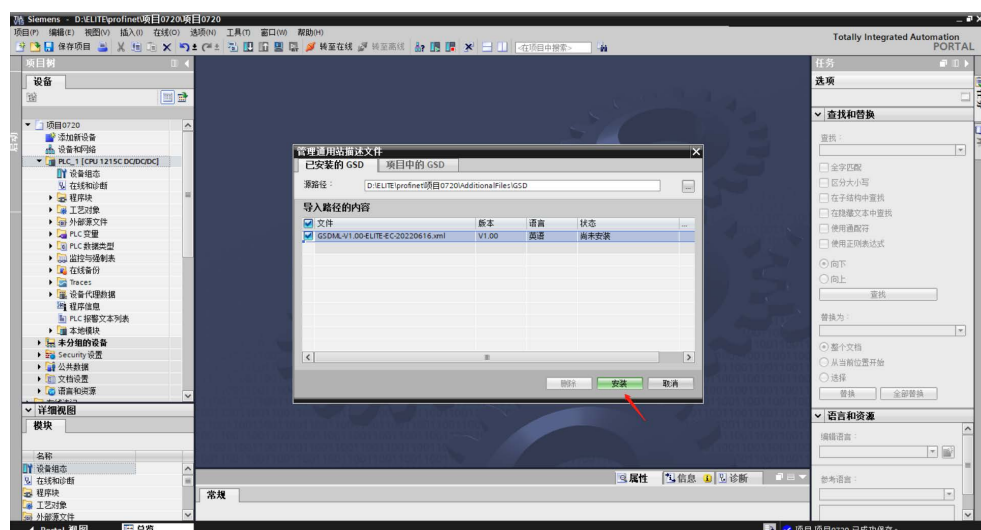 Siemens - D:\ELITE\profinet\项目0720\项目0720
项目(P) 编辑(E) 视图(V) 插入(I) 在线(O) 选项(N) 工具(T) 窗口(W) 帮助(H)
Totally Integrated Automation
PORTAL
保存项目 转至在线 转至离线 <在项目中搜索>
项目树
设备
项目0720
添加新设备
设备和网络
PLC_1 [CPU 1215C DC/DC/DC]
设备组态
在线和诊断
程序块
工艺对象
外部源文件
PLC 变量
PLC 数据类型
监控与强制表
在线备份
Traces
设备代理数据
程序信息
PLC 报警文本列表
本地模块
未分组的设备
Security 设置
公共数据
文档设置
语言和资源
详细视图
模块
名称
设备组态
在线和诊断
程序块
工艺对象
外部源文件
Portal 视图 总览
管理通用站描述文件
已安装的 GSD 项目中的 GSD
源路径: D:\ELITE\profinet\项目0720\AdditionalFiles\GSD
导入路径的内容
文件 版本 语言 状态 ...
GSDML-V1.00-ELITE-EC-20220616.xml V1.00 英语 尚未安装
删除 安装 取消
属性 信息 诊断
常规
任务
选项
查找和替换
查找:
全字匹配
区分大小写
在子结构中查找
在隐藏文本中查找
使用通配符
使用正则表达式
向下
向上
查找
替换为:
整个文档
从当前位置开始
选择
替换 全部替换
语言和资源
编辑语言:
参考语言:
项目 项目0720 已成功保存。